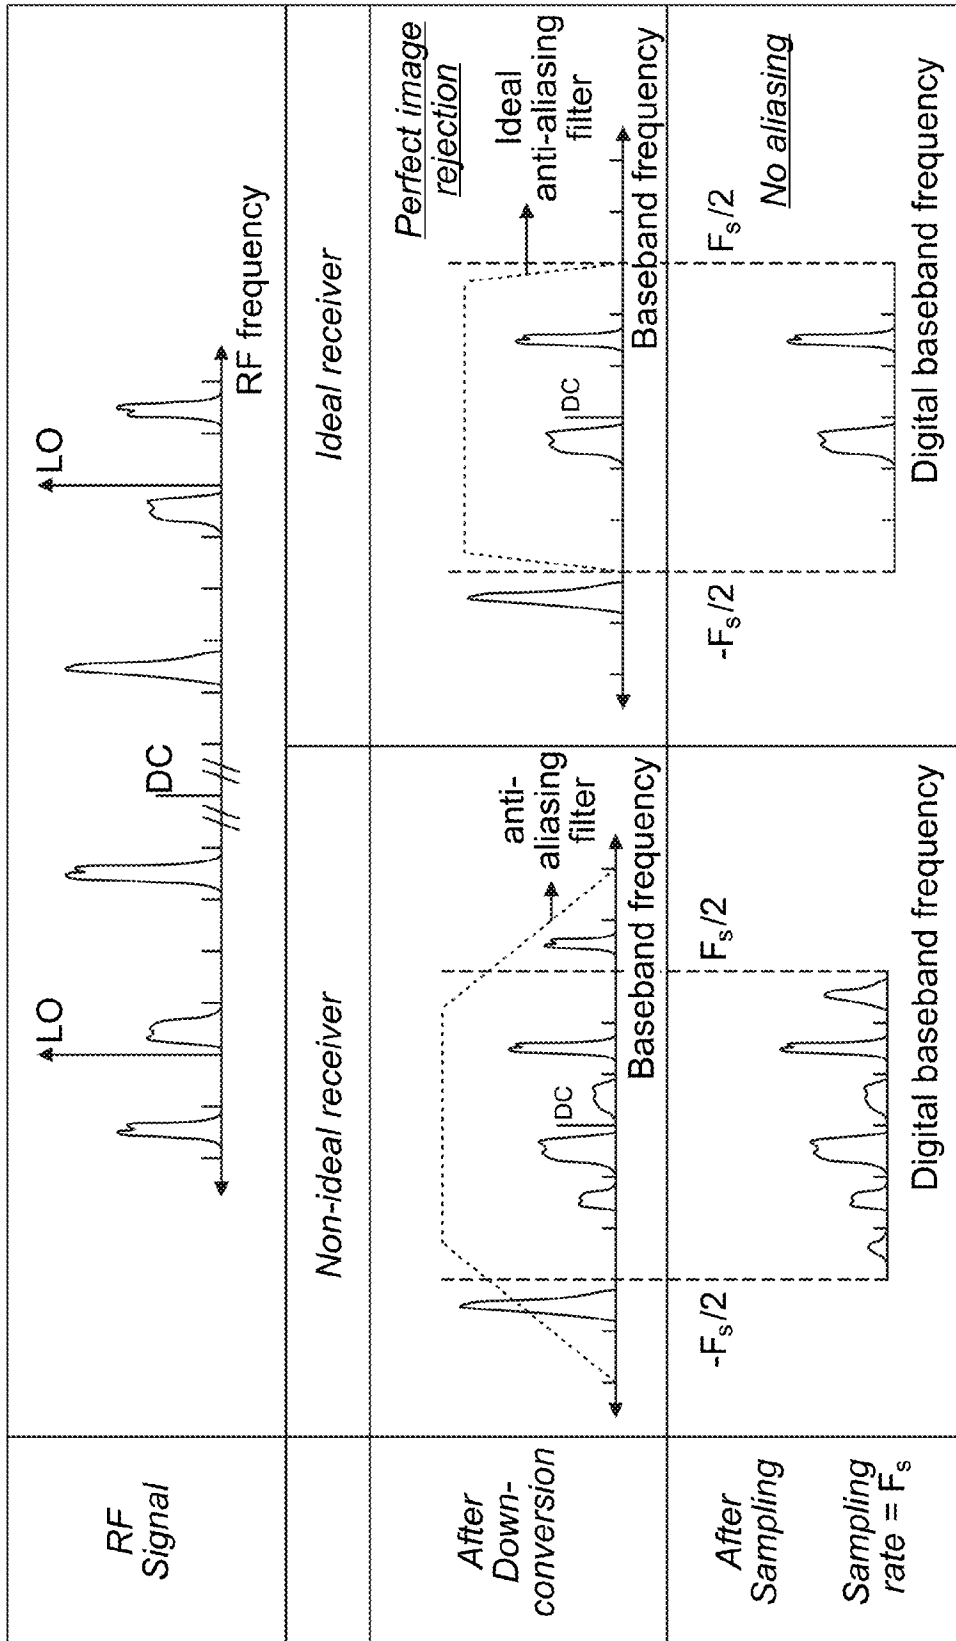 RF
Signal
LO
DC
LO
RF frequency
Non-ideal receiver
Ideal receiver
After
Down-
conversion
DC
anti-
aliasing
filter
Baseband frequency
DC
Perfect image
rejection
Ideal
anti-aliasing
filter
Baseband frequency
After
Sampling
Sampling
rate = Fs
-Fs/2
Fs/2
Digital baseband frequency
-Fs/2
Fs/2
No aliasing
Digital baseband frequency